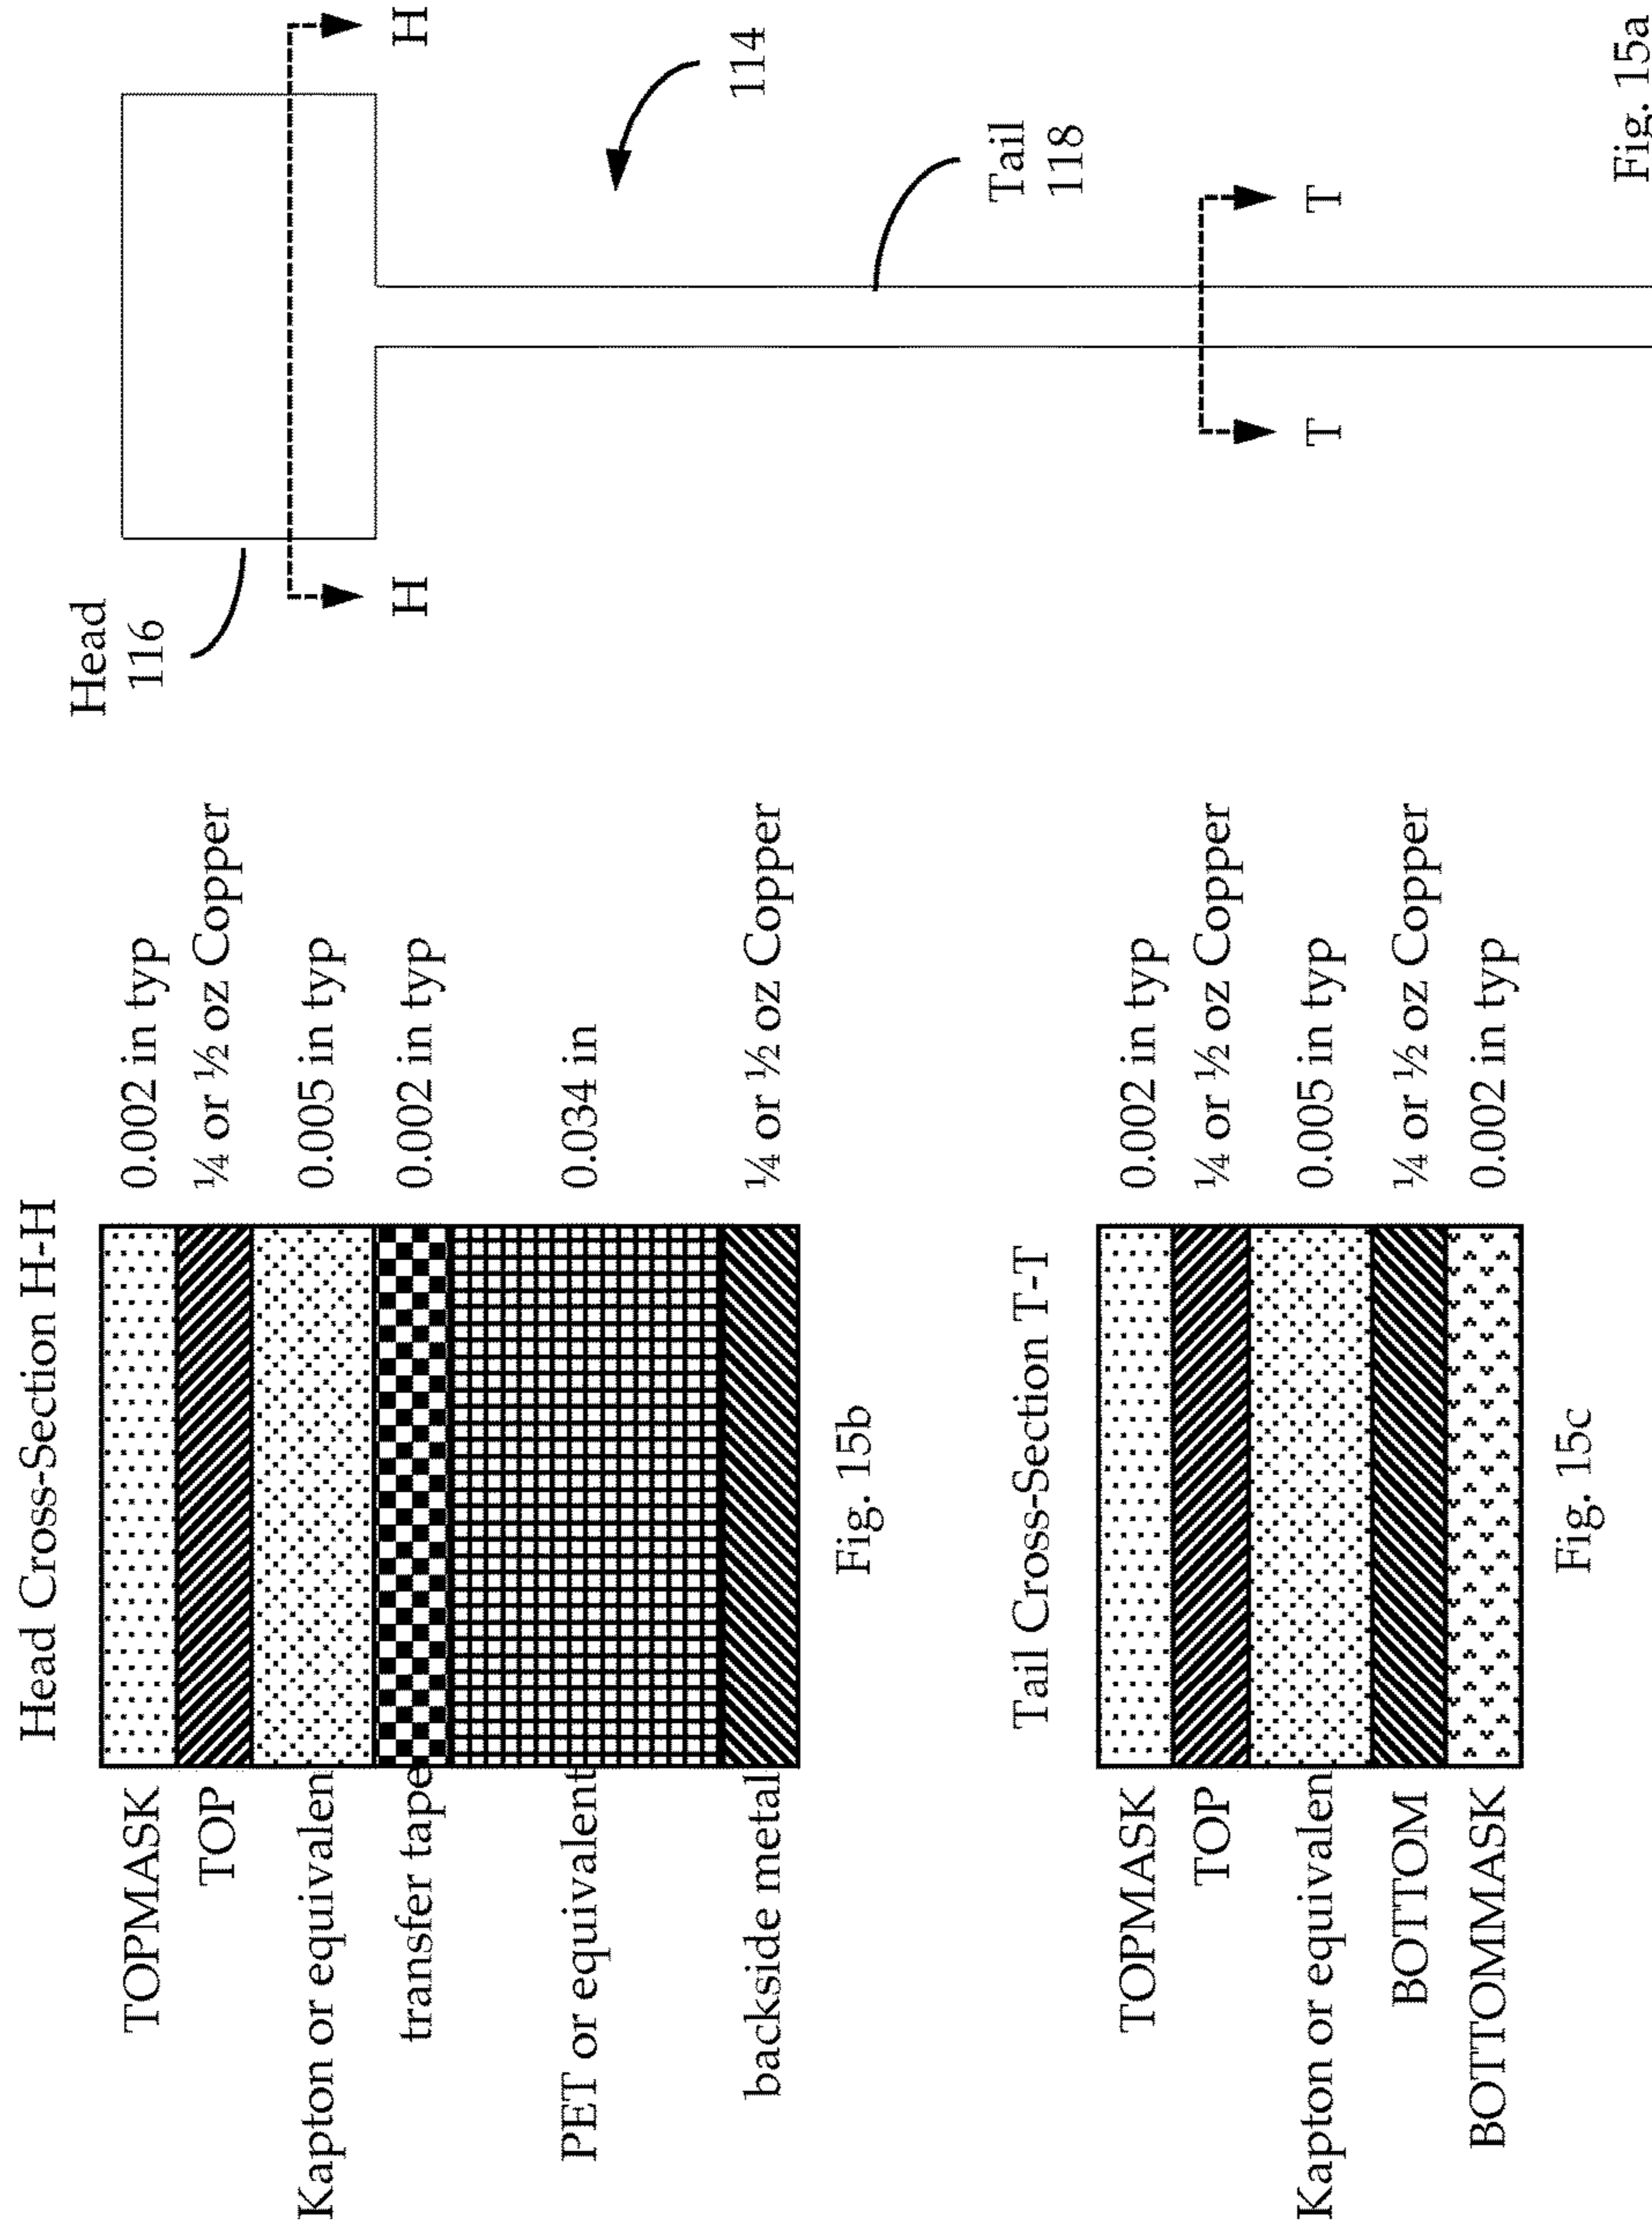 Head Cross-Section H-H
TOPMASK
0.002 in typ
TOP
¼ or ½ oz Copper
Kapton or equivalen
0.005 in typ
transfer tape
0.002 in typ
PET or equivalent
0.034 in
backside metal
¼ or ½ oz Copper
Fig. 15b
Tail Cross-Section T-T
TOPMASK
0.002 in typ
TOP
¼ or ½ oz Copper
Kapton or equivalen
0.005 in typ
BOTTOM
¼ or ½ oz Copper
BOTTOMMASK
0.002 in typ
Fig. 15c
Head
116
H
H
114
Tail
118
T
T
Fig. 15a